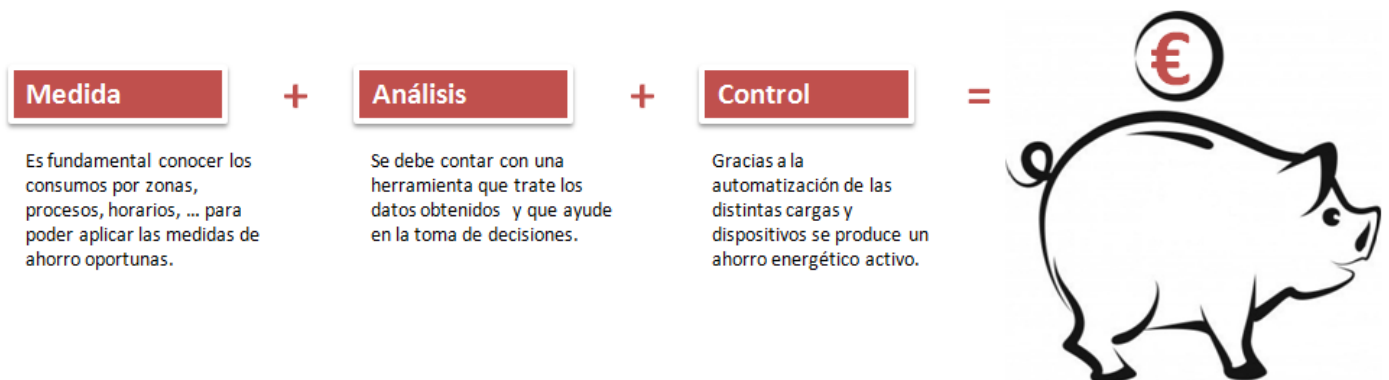 Medida
+
Análisis
+
Control
=
€
Es fundamental conocer los
consumos por zonas,
procesos, horarios, ... para
poder aplicar las medidas de
ahorro oportunas.
Se debe contar con una
herramienta que trate los
datos obtenidos y que ayude
en la toma de decisiones.
Gracias a la
automatización de las
distintas cargas y
dispositivos se produce un
ahorro energético activo.